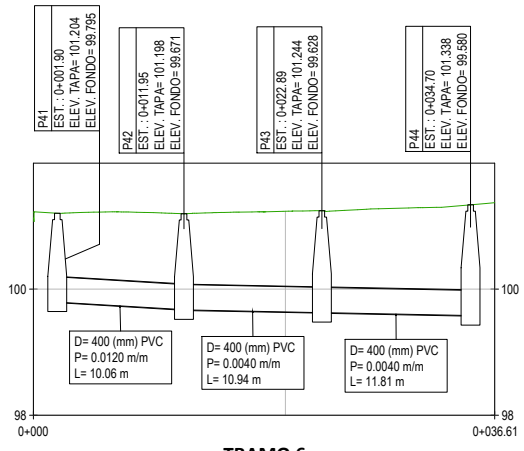 P41
EST. : 0+001.90
ELEV. TAPA= 101.204
ELEV. FONDO= 99.795
P42
EST. : 0+011.95
ELEV. TAPA= 101.198
ELEV. FONDO= 99.671
P43
EST. : 0+022.89
ELEV. TAPA= 101.244
ELEV. FONDO= 99.628
P44
EST. : 0+034.70
ELEV. TAPA= 101.338
ELEV. FONDO= 99.580
100
100
D= 400 (mm) PVC
P= 0.0120 m/m
L= 10.06 m
D= 400 (mm) PVC
P= 0.0040 m/m
L= 10.94 m
D= 400 (mm) PVC
P= 0.0040 m/m
L= 11.81 m
98
98
0+000
0+036.61
TRAMO 6